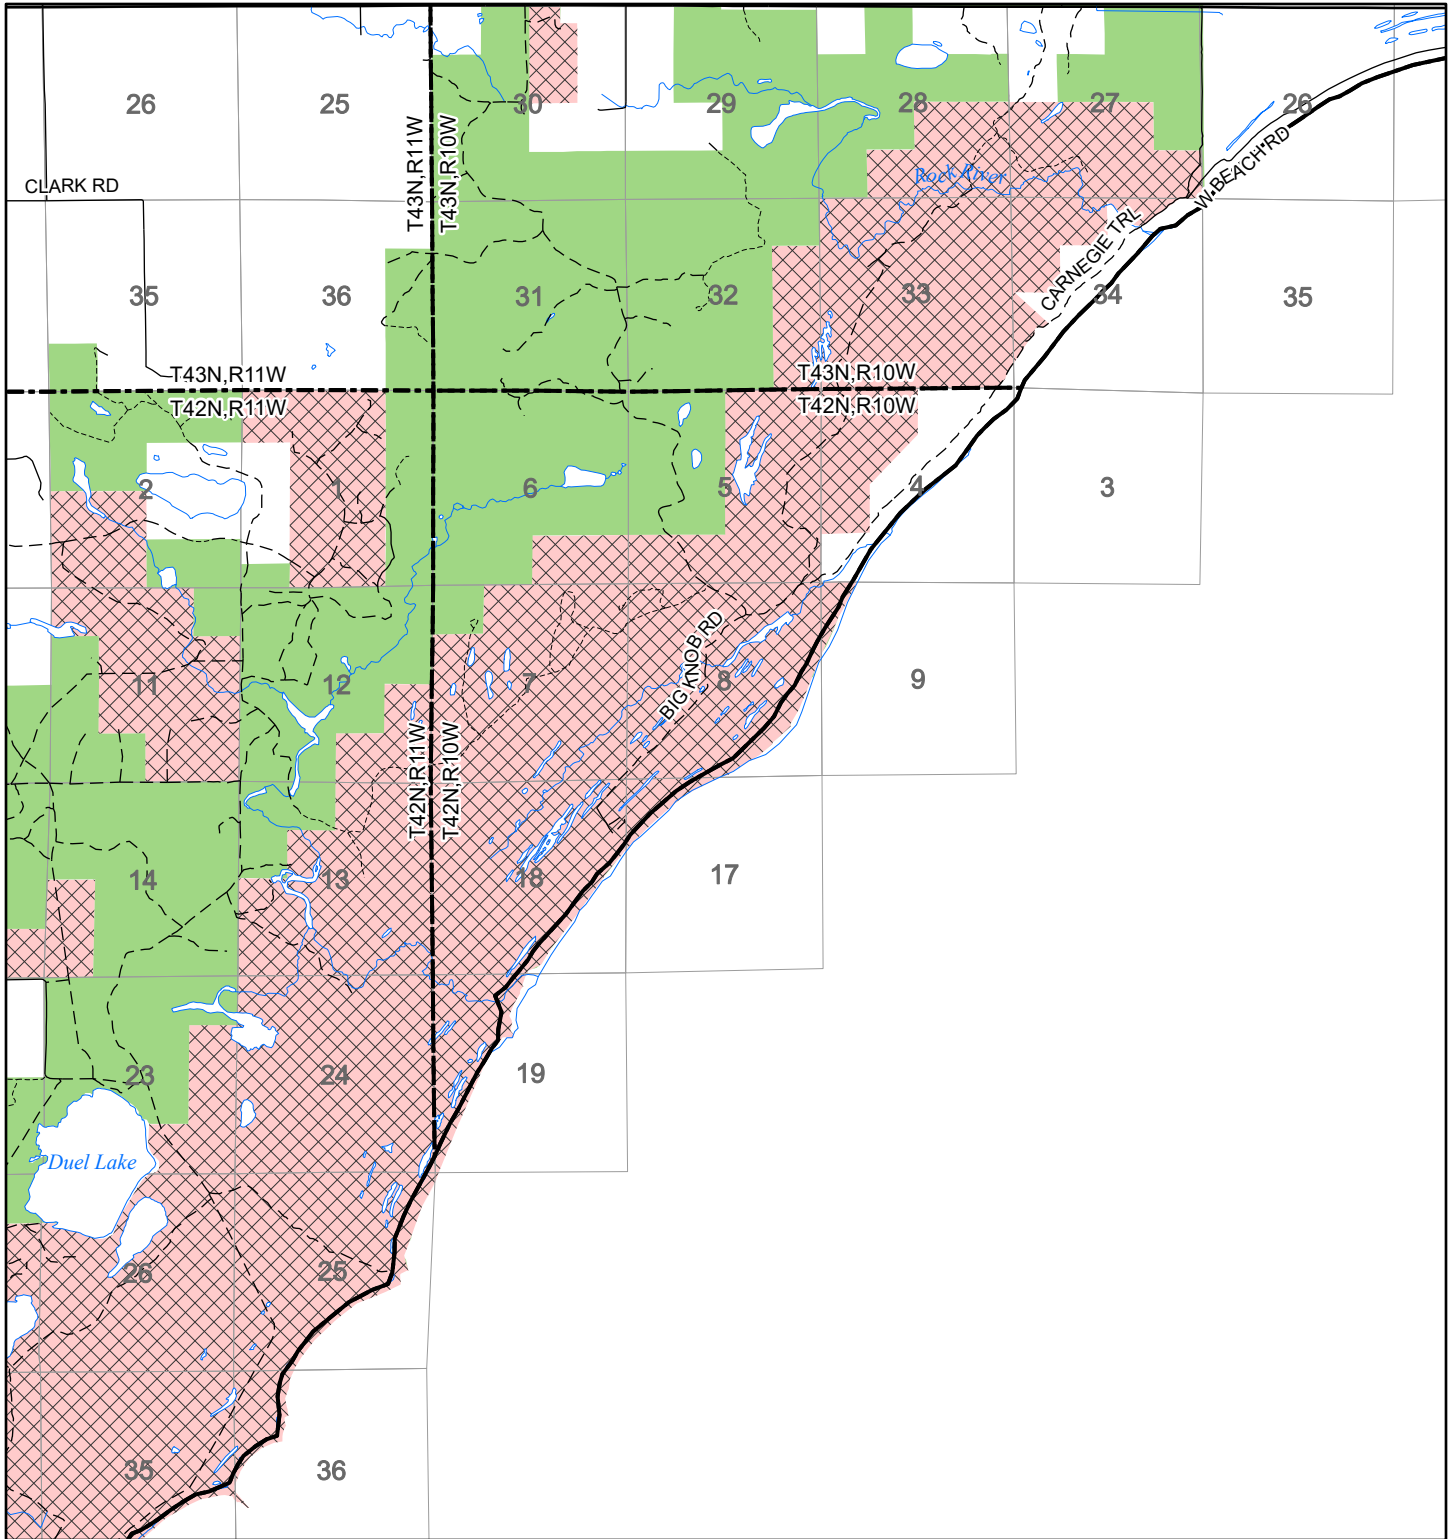 26
25
30
29
28
27
26
T43N,R11W
T43N,R10W
CLARK RD
Rock River
W BEACH RD
CARNEGIE TRL
35
36
31
32
33
34
35
T43N,R11W
T42N,R11W
T43N,R10W
T42N,R10W
2
1
6
5
4
3
BIG KNOB RD
11
12
7
8
9
T42N,R11W
T42N,R10W
14
13
18
17
23
24
19
Duel Lake
26
25
35
36